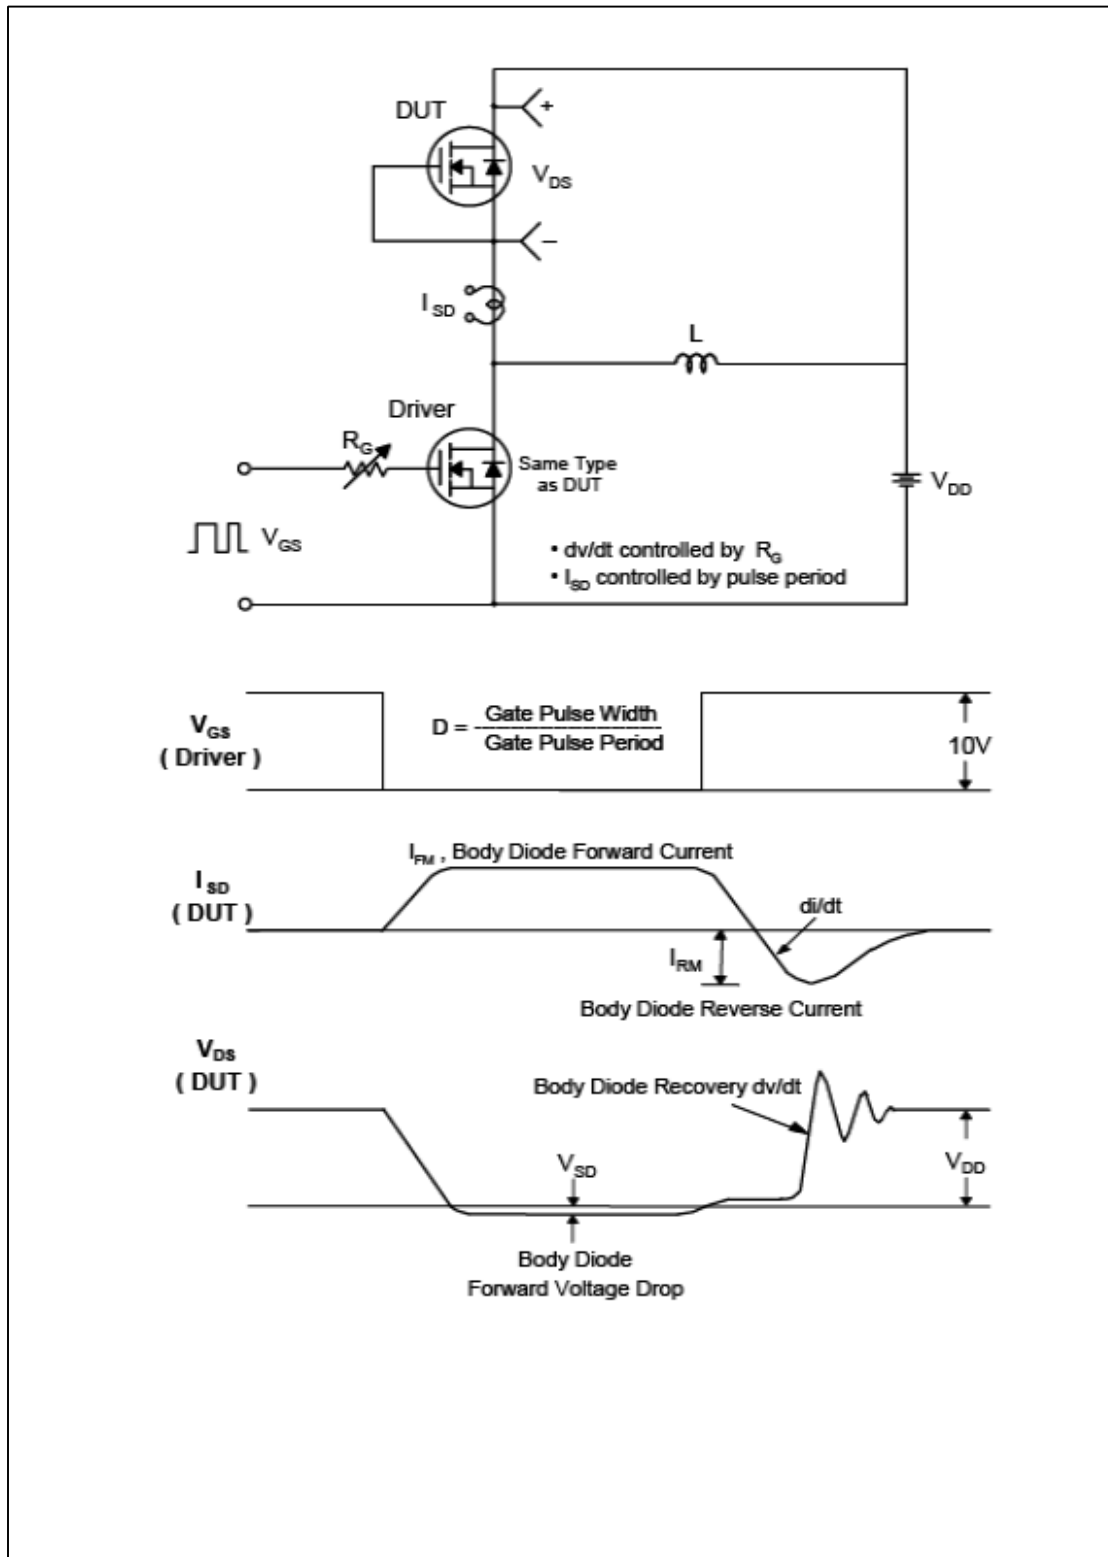 DUT
+
V_DS
−
I_SD
L
Driver
R_G
Same Type
as DUT
V_DD
V_GS
• dv/dt controlled by R_G
• I_SD controlled by pulse period
V_GS
( Driver )
D = Gate Pulse Width
Gate Pulse Period
10V
I_FM , Body Diode Forward Current
I_SD
( DUT )
di/dt
I_RM
Body Diode Reverse Current
V_DS
( DUT )
Body Diode Recovery dv/dt
V_SD
V_DD
Body Diode
Forward Voltage Drop